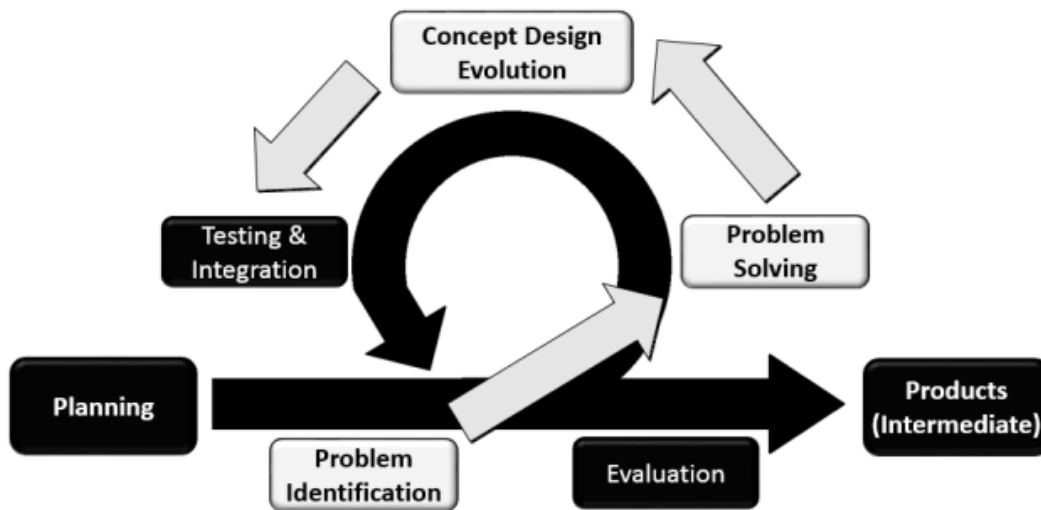 Concept Design
Evolution
Testing &
Integration
Problem
Solving
Planning
Products
(Intermediate)
Problem
Identification
Evaluation